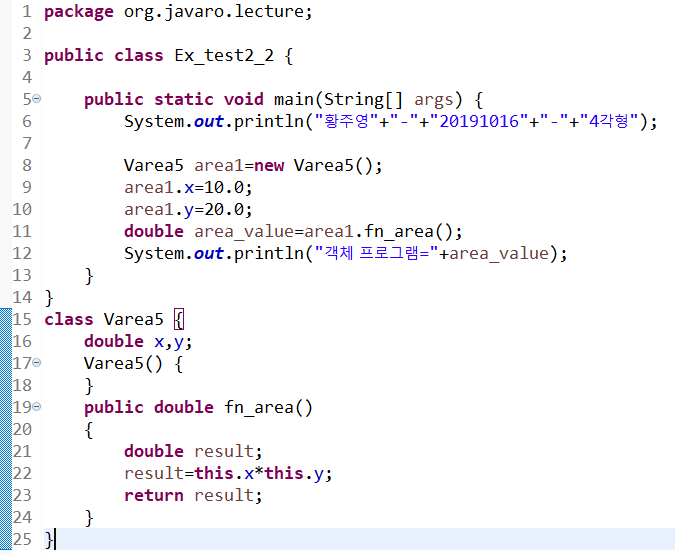 1 package org.javaro.lecture;
2
3 public class Ex_test2_2 {
4
5 public static void main(String[] args) {
6 System.out.println("황주영"+"-"+"20191016"+"-"+"4각형");
7
8 Varea5 area1=new Varea5();
9 area1.x=10.0;
10 area1.y=20.0;
11 double area_value=area1.fn_area();
12 System.out.println("객체 프로그램="+area_value);
13 }
14 }
15 class Varea5 {
16 double x,y;
17 Varea5() {
18 }
19 public double fn_area()
20 {
21 double result;
22 result=this.x*this.y;
23 return result;
24 }
25 }